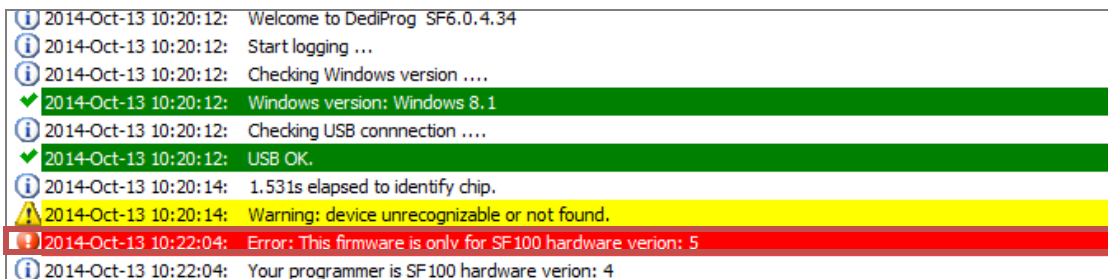 2014-Oct-13 10:20:12: Welcome to DediProg SF6.0.4.34
2014-Oct-13 10:20:12: Start logging ...
2014-Oct-13 10:20:12: Checking Windows version ....
2014-Oct-13 10:20:12: Windows version: Windows 8.1
2014-Oct-13 10:20:12: Checking USB connnection ....
2014-Oct-13 10:20:12: USB OK.
2014-Oct-13 10:20:14: 1.531s elapsed to identify chip.
2014-Oct-13 10:20:14: Warning: device unrecognizable or not found.
2014-Oct-13 10:22:04: Error: This firmware is only for SF100 hardware verion: 5
2014-Oct-13 10:22:04: Your programmer is SF100 hardware verion: 4